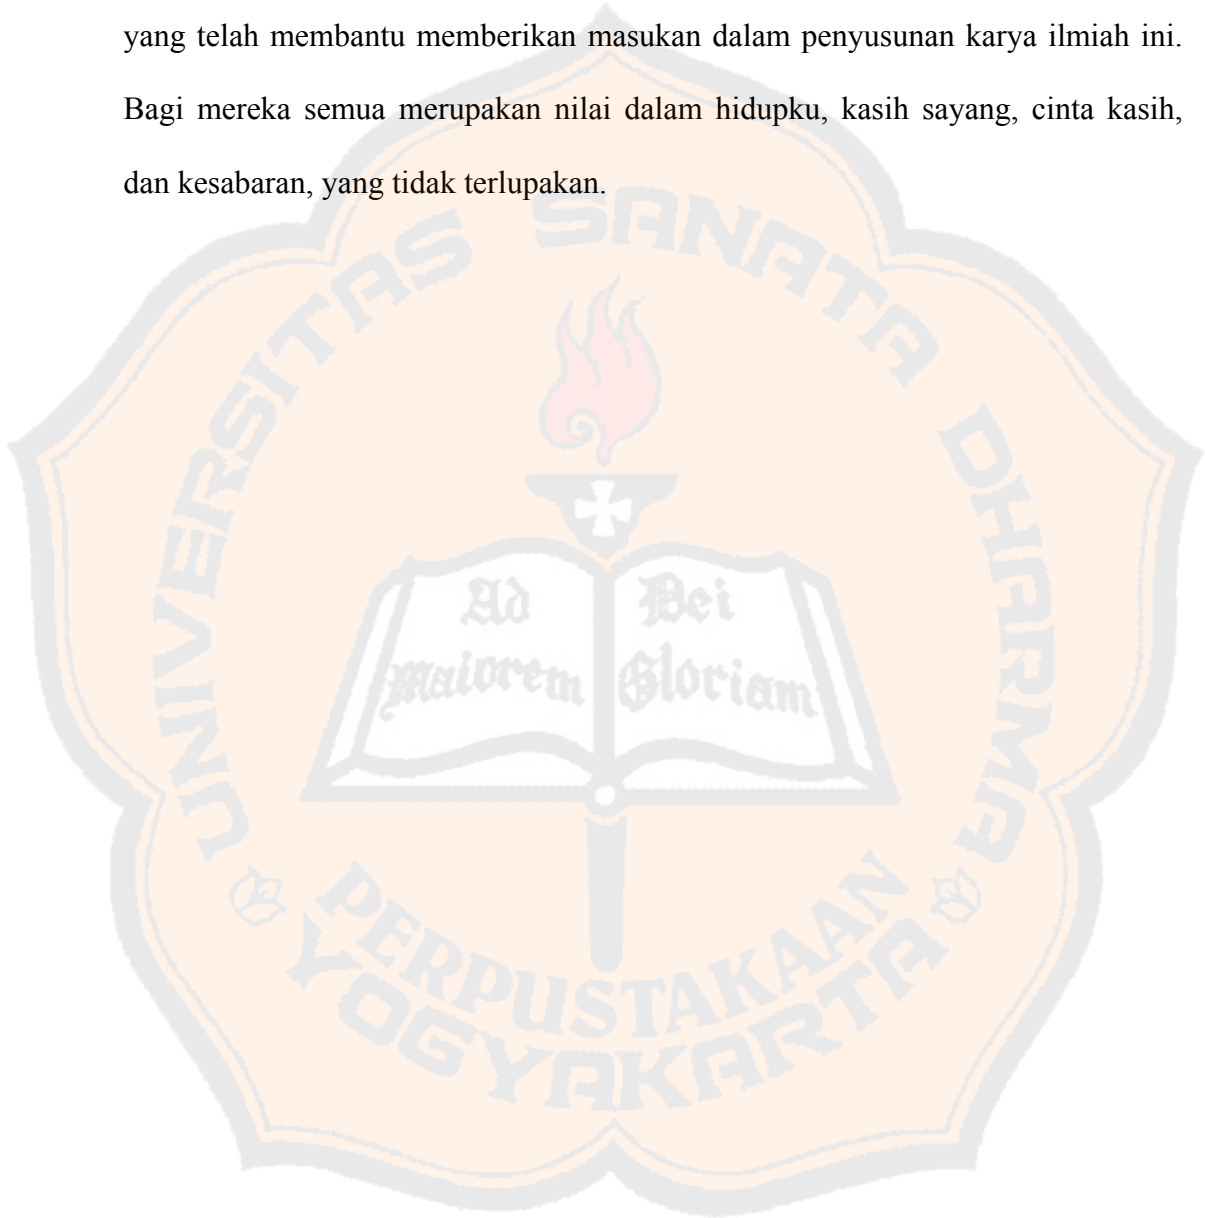 yang telah membantu memberikan masukan dalam penyusunan karya ilmiah ini.
Bagi mereka semua merupakan nilai dalam hidupku, kasih sayang, cinta kasih,
dan kesabaran, yang tidak terlupakan.
UNIVERSITAS SANATA DHARMA
Ad Dei
Maiorem Gloriam
PERPUSTAKAAN
YOGYAKARTA